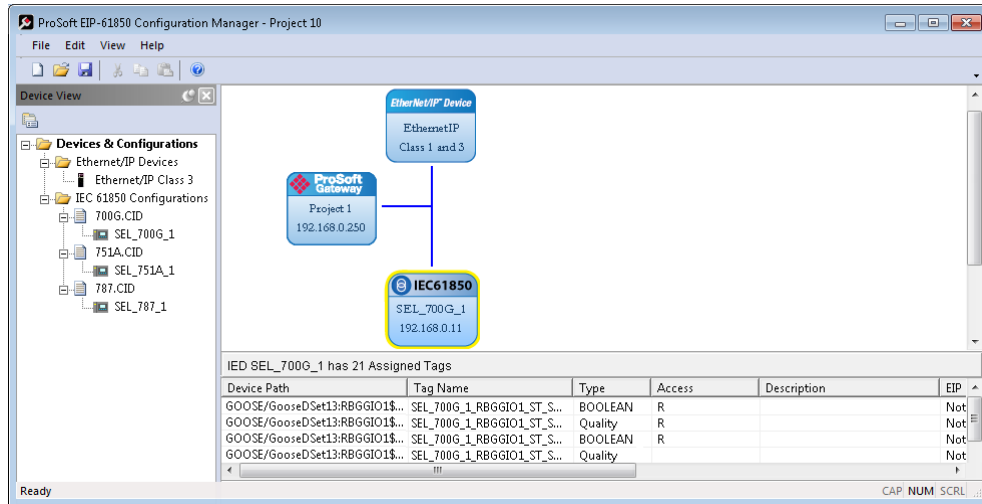 ProSoft EIP-61850 Configuration Manager - Project 10
File Edit View Help
Device View
Devices & Configurations
Ethernet/IP Devices
Ethernet/IP Class 3
IEC 61850 Configurations
700G.CID
SEL_700G_1
751A.CID
SEL_751A_1
787.CID
SEL_787_1
EtherNet/IP™ Device
EthernetIP
Class 1 and 3
ProSoft
Gateway
Project 1
192.168.0.250
IEC61850
SEL_700G_1
192.168.0.11
IED SEL_700G_1 has 21 Assigned Tags
Device Path Tag Name Type Access Description EIP
GOOSE/GooseDSet13:RBGGIO1$... SEL_700G_1_RBGGIO1_ST_S... BOOLEAN R Not
GOOSE/GooseDSet13:RBGGIO1$... SEL_700G_1_RBGGIO1_ST_S... Quality R Not
GOOSE/GooseDSet13:RBGGIO1$... SEL_700G_1_RBGGIO1_ST_S... BOOLEAN R Not
GOOSE/GooseDSet13:RBGGIO1$... SEL_700G_1_RBGGIO1_ST_S... Quality Not
Ready CAP NUM SCRL